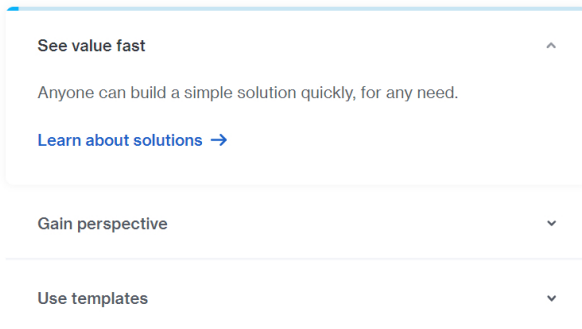 See value fast
Anyone can build a simple solution quickly, for any need.
Learn about solutions →
Gain perspective
Use templates